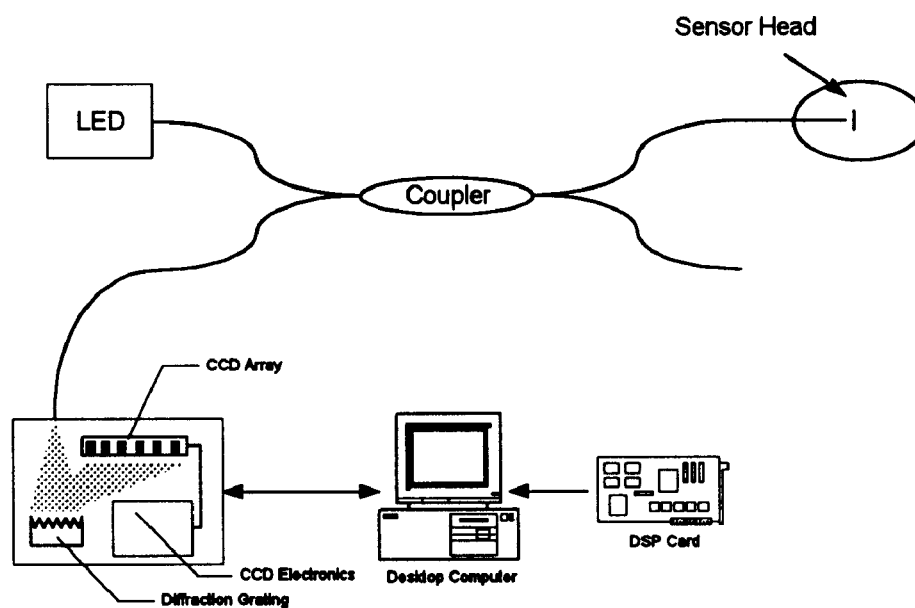 Sensor Head
LED
Coupler
CCD Array
CCD Electronics
Diffraction Grating
Desktop Computer
DSP Card